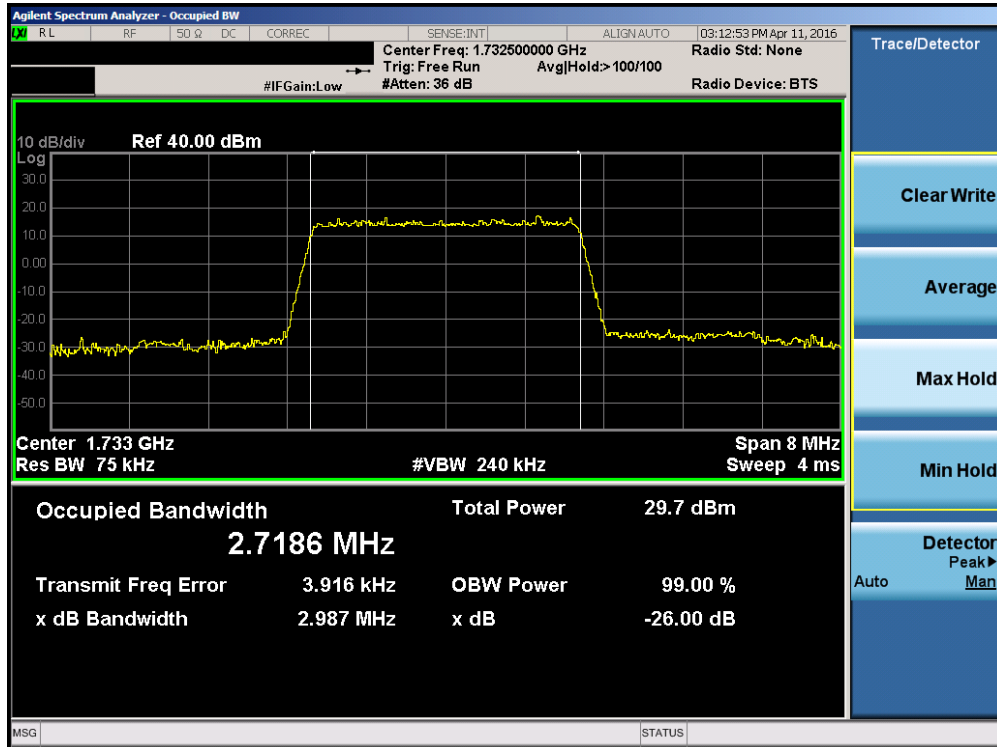 Agilent Spectrum Analyzer - Occupied BW
LXI RL RF 50 Ω DC CORREC SENSE:INT ALIGN AUTO 03:12:53 PM Apr 11, 2016
Center Freq: 1.732500000 GHz Radio Std: None
Trig: Free Run Avg|Hold:> 100/100
#IFGain:Low #Atten: 36 dB Radio Device: BTS
10 dB/div Ref 40.00 dBm
Log
30.0
20.0
10.0
0.00
-10.0
-20.0
-30.0
-40.0
-50.0
Center 1.733 GHz Span 8 MHz
Res BW 75 kHz #VBW 240 kHz Sweep 4 ms
Occupied Bandwidth Total Power 29.7 dBm
2.7186 MHz
Transmit Freq Error 3.916 kHz OBW Power 99.00 %
x dB Bandwidth 2.987 MHz x dB -26.00 dB
MSG STATUS
Trace/Detector
Clear Write
Average
Max Hold
Min Hold
Detector
Peak▶
Auto Man